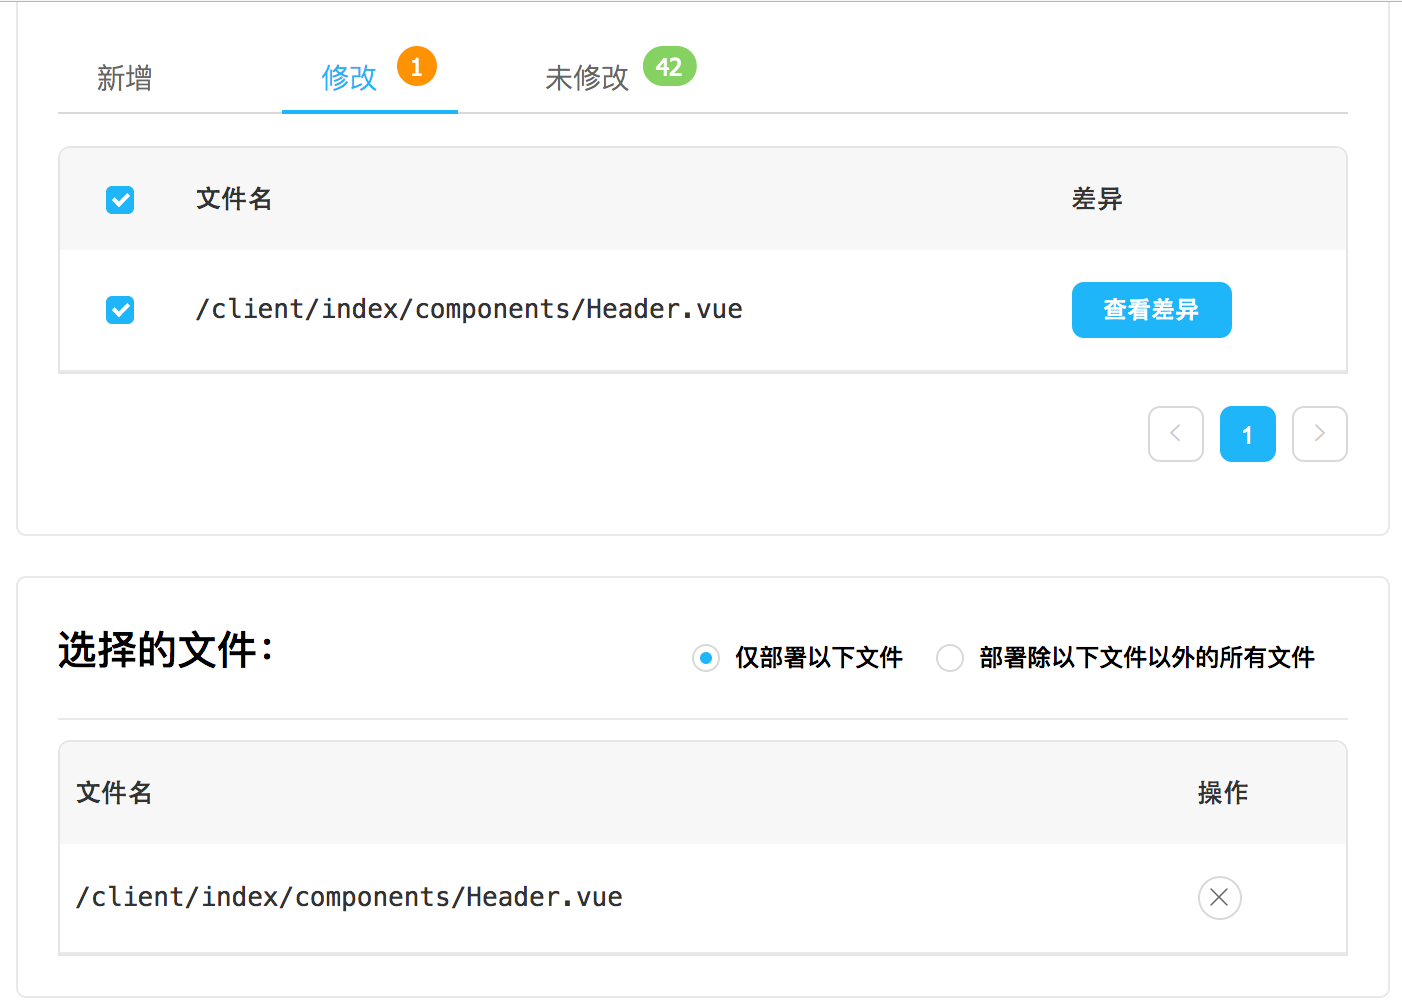 新增 修改 1 未修改 42
文件名 差异
/client/index/components/Header.vue 查看差异
1
选择的文件： 仅部署以下文件 部署除以下文件以外的所有文件
文件名 操作
/client/index/components/Header.vue